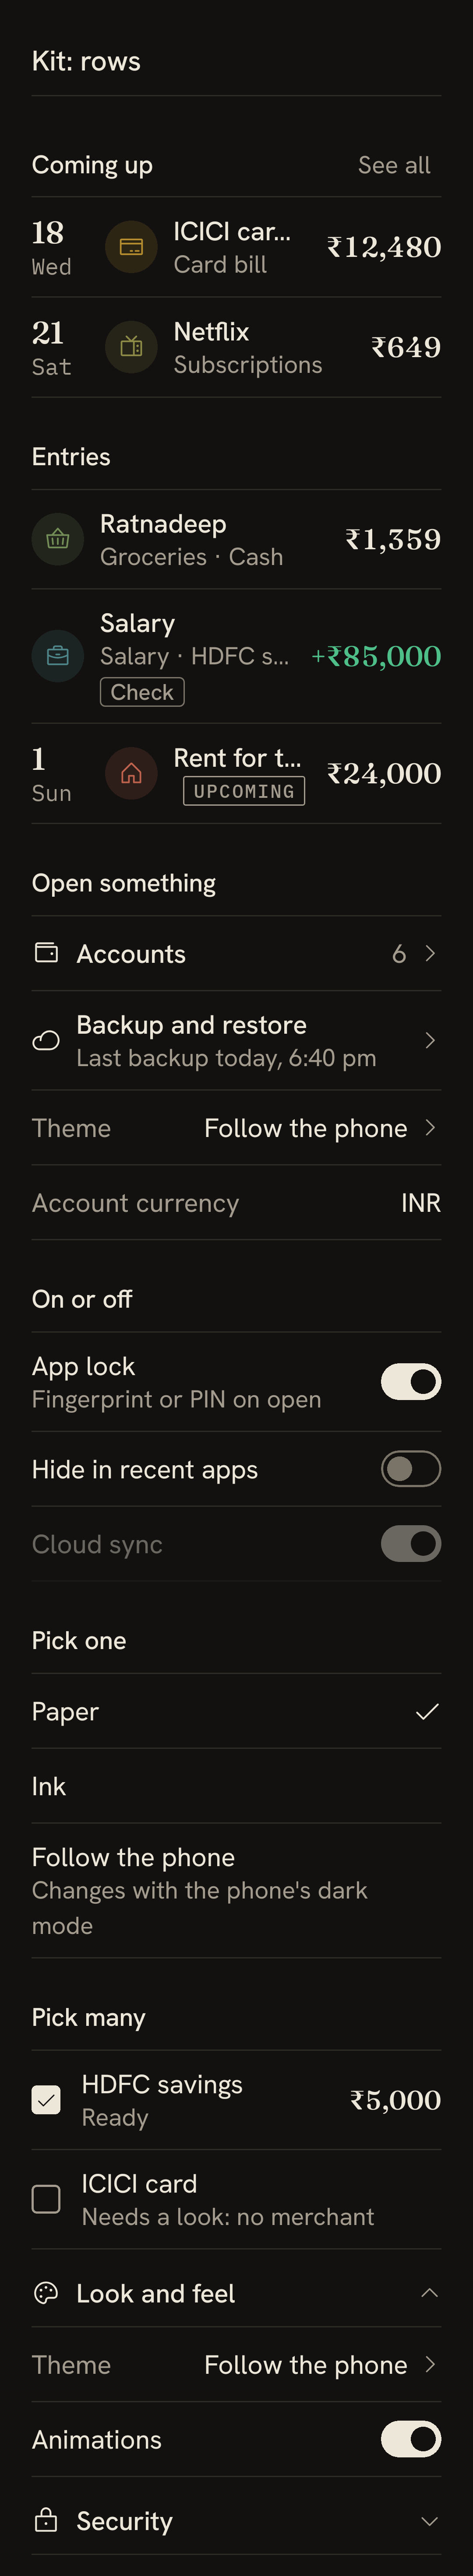 Kit: rows
Coming up
See all
18
Wed
ICICI car...
Card bill
₹12,480
21
Sat
Netflix
Subscriptions
₹649
Entries
Ratnadeep
Groceries · Cash
₹1,359
Salary
Salary · HDFC s...
Check
+₹85,000
1
Sun
Rent for t...
UPCOMING
₹24,000
Open something
Accounts
6
Backup and restore
Last backup today, 6:40 pm
Theme
Follow the phone
Account currency
INR
On or off
App lock
Fingerprint or PIN on open
Hide in recent apps
Cloud sync
Pick one
Paper
Ink
Follow the phone
Changes with the phone's dark
mode
Pick many
HDFC savings
Ready
₹5,000
ICICI card
Needs a look: no merchant
Look and feel
Theme
Follow the phone
Animations
Security